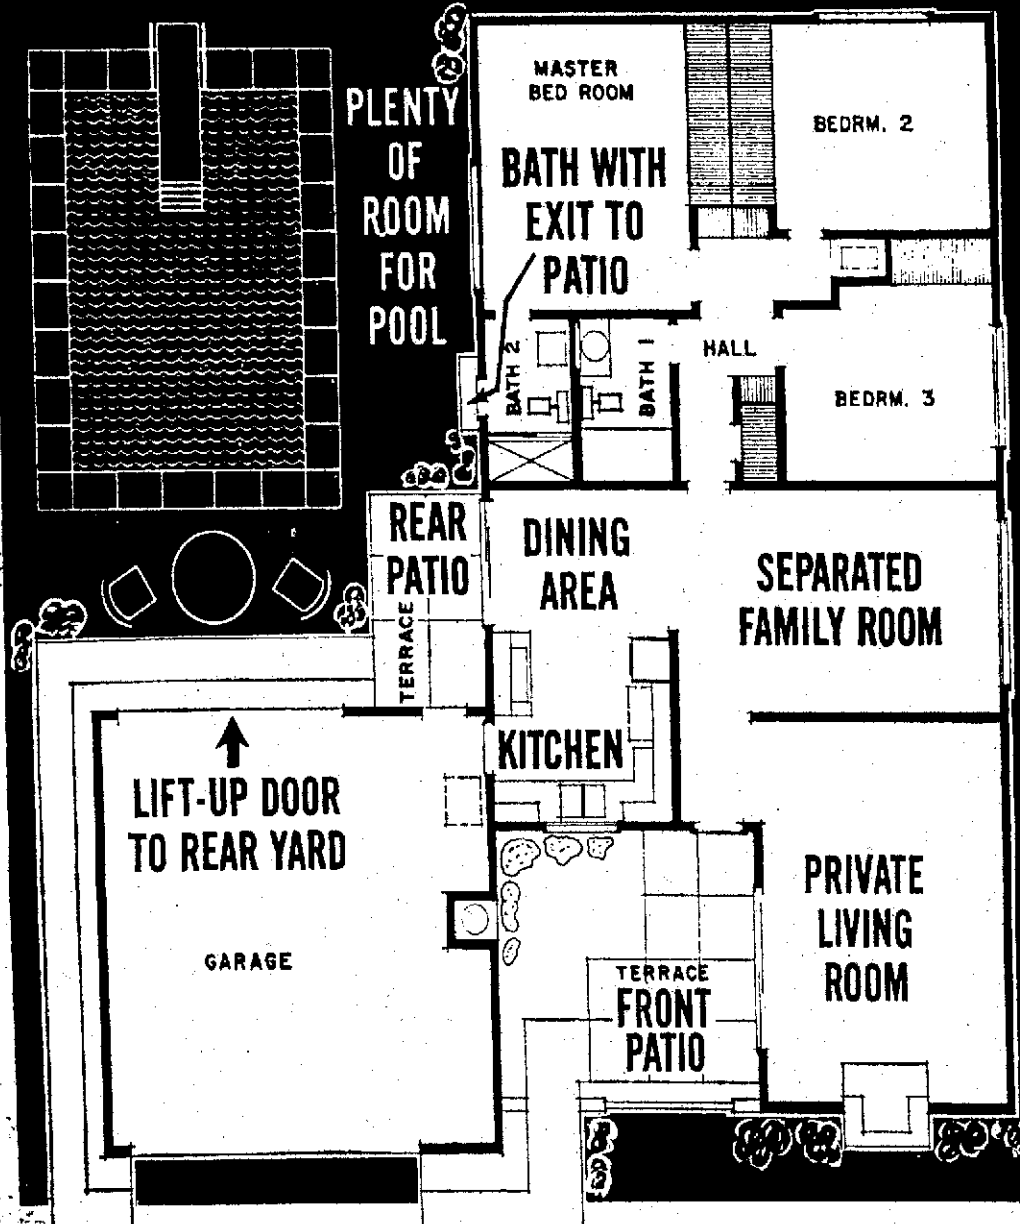 MASTER
BED ROOM
BEDRM. 2
PLENTY
OF
ROOM
FOR
POOL
BATH WITH
EXIT TO
PATIO
BATH 2
BATH 1
HALL
BEDRM. 3
REAR
PATIO
TERRACE
DINING
AREA
SEPARATED
FAMILY ROOM
KITCHEN
LIFT-UP DOOR
TO REAR YARD
GARAGE
PRIVATE
LIVING
ROOM
TERRACE
FRONT
PATIO